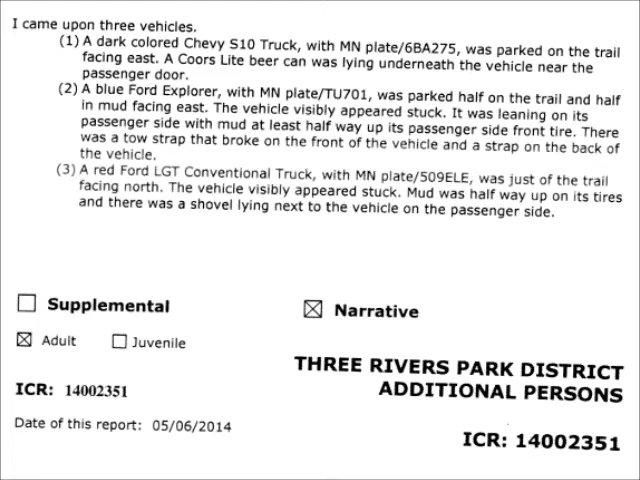 I came upon three vehicles.
(1) A dark colored Chevy S10 Truck, with MN plate/6BA275, was parked on the trail
facing east. A Coors Lite beer can was lying underneath the vehicle near the
passenger door.
(2) A blue Ford Explorer, with MN plate/TU701, was parked half on the trail and half
in mud facing east. The vehicle visibly appeared stuck. It was leaning on its
passenger side with mud at least half way up its passenger side front tire. There
was a tow strap that broke on the front of the vehicle and a strap on the back of
the vehicle.
(3) A red Ford LGT Conventional Truck, with MN plate/509ELE, was just of the trail
facing north. The vehicle visibly appeared stuck. Mud was half way up on its tires
and there was a shovel lying next to the vehicle on the passenger side.
☐ Supplemental ☒ Narrative
☒ Adult ☐ Juvenile
THREE RIVERS PARK DISTRICT
ADDITIONAL PERSONS
ICR: 14002351
Date of this report: 05/06/2014
ICR: 14002351